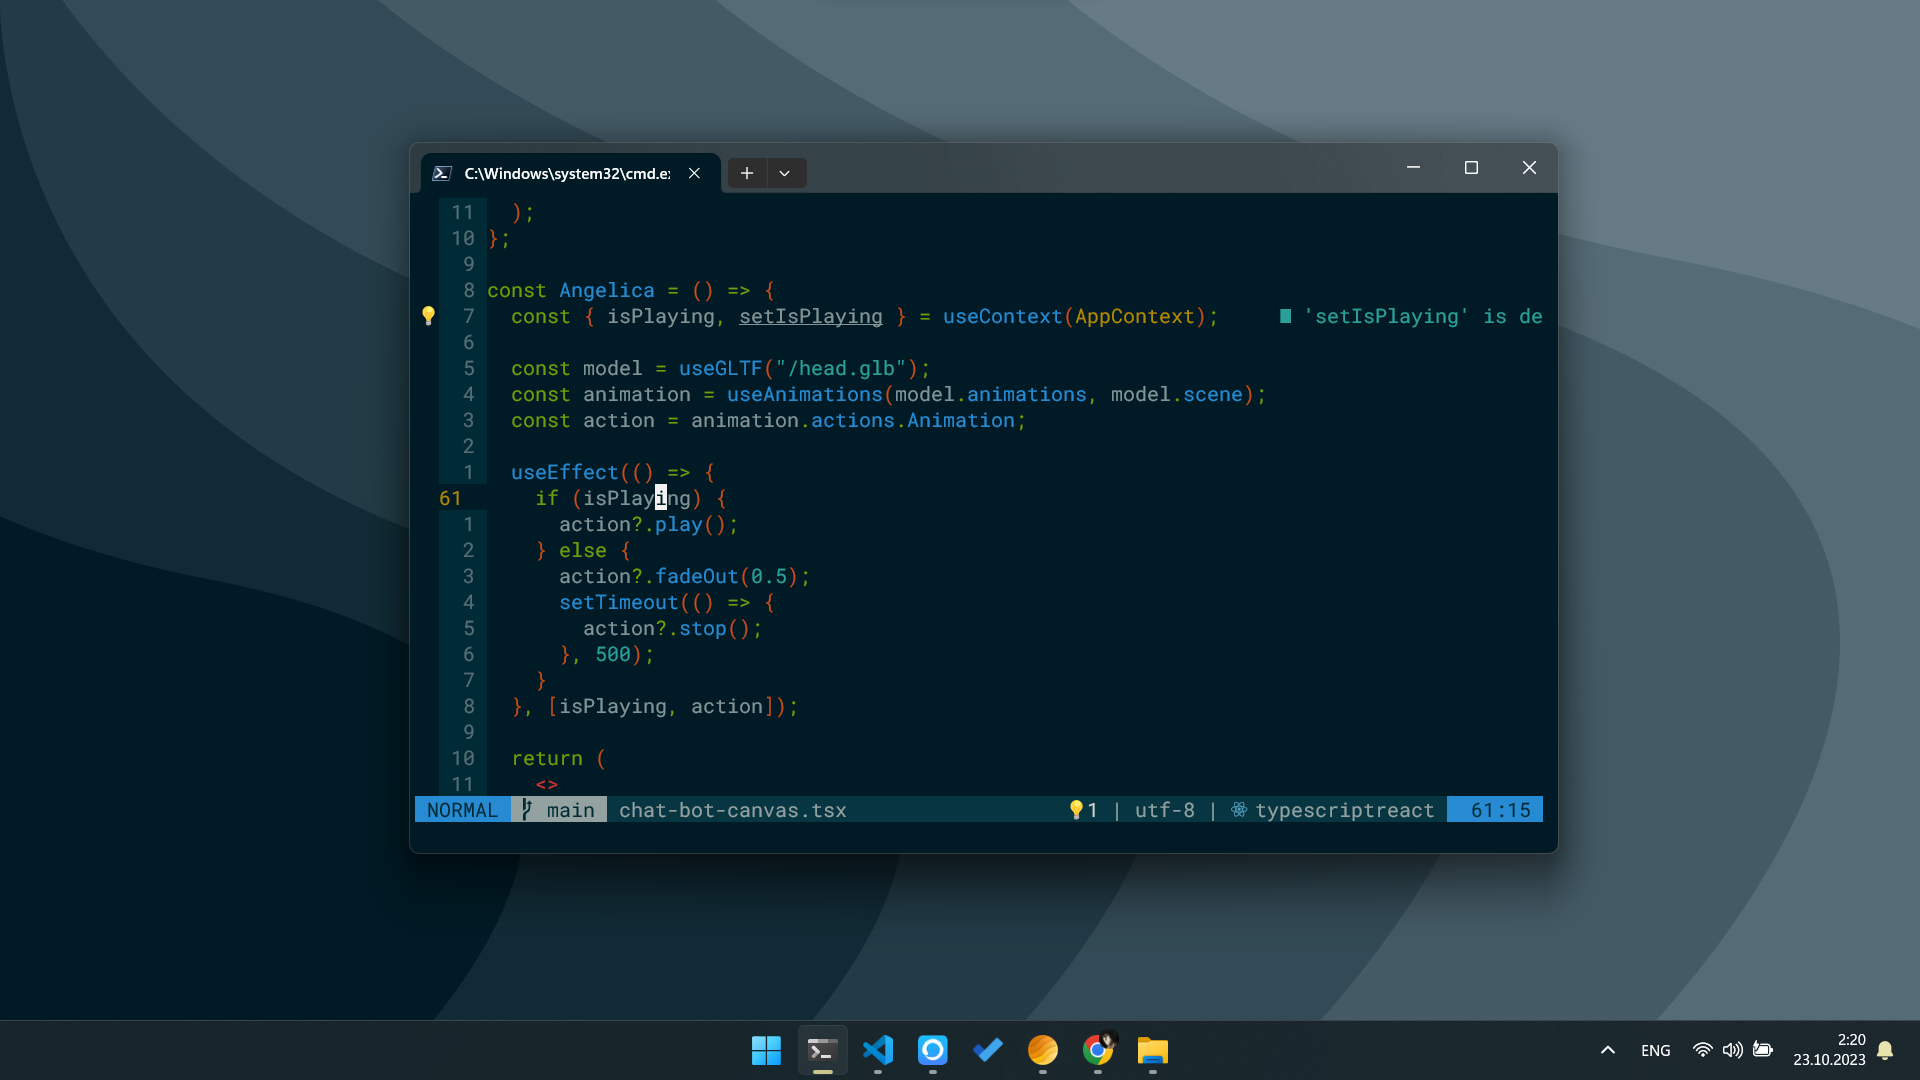 C:\Windows\system32\cmd.e
11   );
10 };
9
8 const Angelica = () => {
7   const { isPlaying, setIsPlaying } = useContext(AppContext);     ■ 'setIsPlaying' is de
6
5   const model = useGLTF("/head.glb");
4   const animation = useAnimations(model.animations, model.scene);
3   const action = animation.actions.Animation;
2
1   useEffect(() => {
61     if (isPlaying) {
1       action?.play();
2     } else {
3       action?.fadeOut(0.5);
4       setTimeout(() => {
5         action?.stop();
6       }, 500);
7     }
8   }, [isPlaying, action]);
9
10   return (
11     <>
NORMAL main chat-bot-canvas.tsx 1 | utf-8 | typescriptreact 61:15
ENG
2:20
23.10.2023